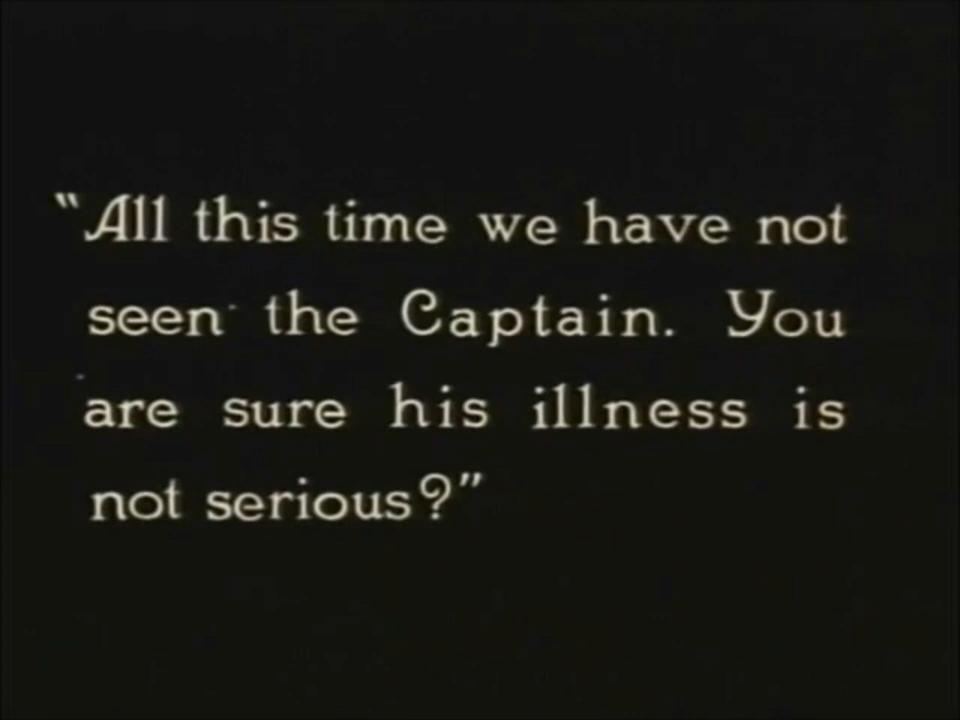 “All this time we have not
seen the Captain. You
are sure his illness is
not serious?”